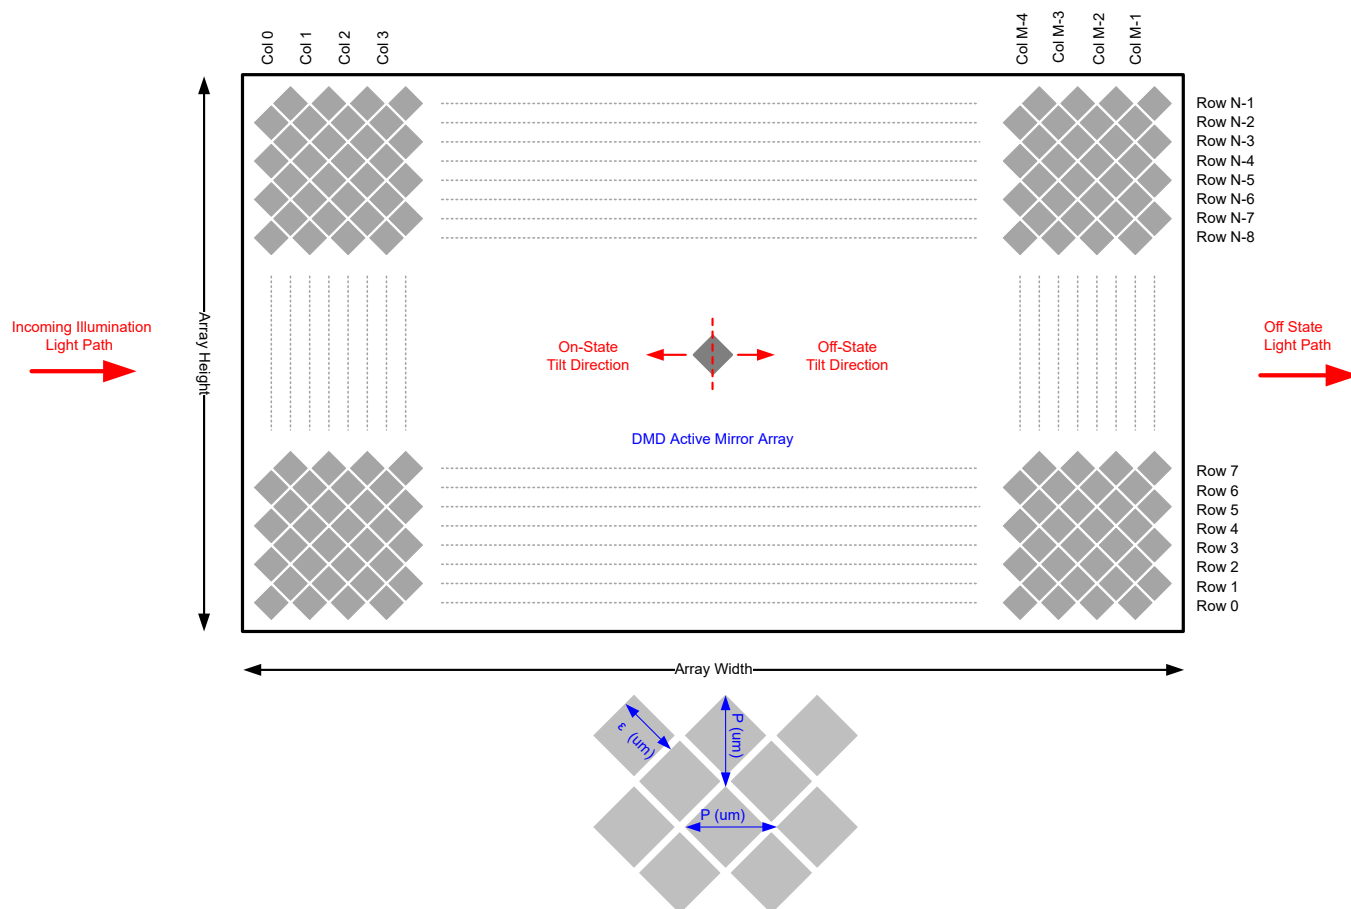 Col 0
Col 1
Col 2
Col 3
Col M-4
Col M-3
Col M-2
Col M-1
Row N-1
Row N-2
Row N-3
Row N-4
Row N-5
Row N-6
Row N-7
Row N-8
Incoming Illumination
Light Path
Array Height
On-State
Tilt Direction
Off-State
Tilt Direction
Off State
Light Path
DMD Active Mirror Array
Row 7
Row 6
Row 5
Row 4
Row 3
Row 2
Row 1
Row 0
Array Width
ε (um)
P (um)
P (um)